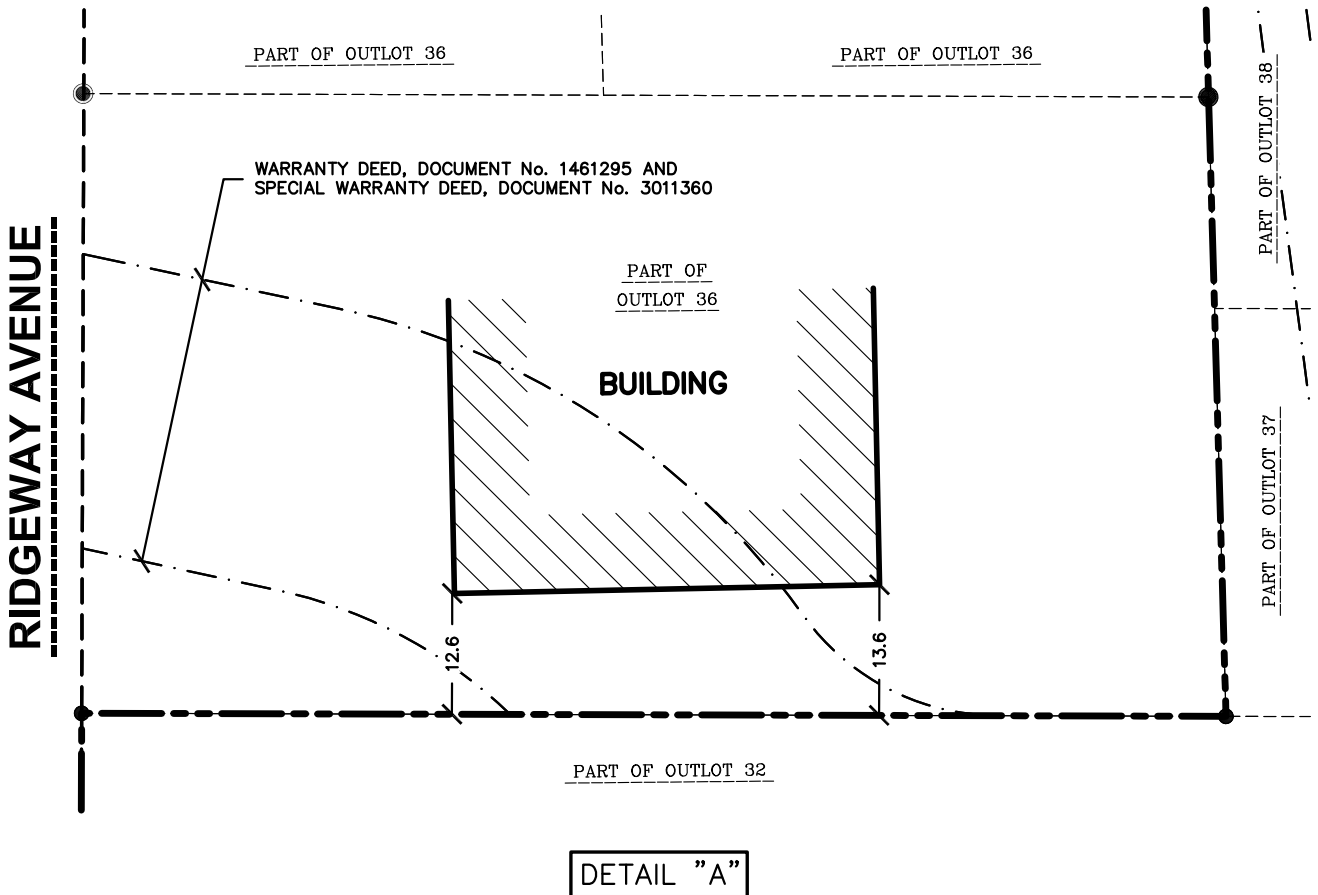 PART OF OUTLOT 36
PART OF OUTLOT 36
PART OF OUTLOT 38
WARRANTY DEED, DOCUMENT No. 1461295 AND
SPECIAL WARRANTY DEED, DOCUMENT No. 3011360
RIDGEWAY AVENUE
PART OF
OUTLOT 36
BUILDING
PART OF OUTLOT 37
12.6
13.6
PART OF OUTLOT 32
DETAIL "A"